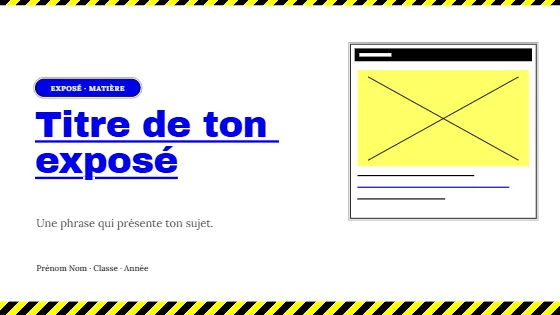 EXPOSÉ · MATIÈRE
Titre de ton
exposé
Une phrase qui présente ton sujet.
Prénom Nom · Classe · Année